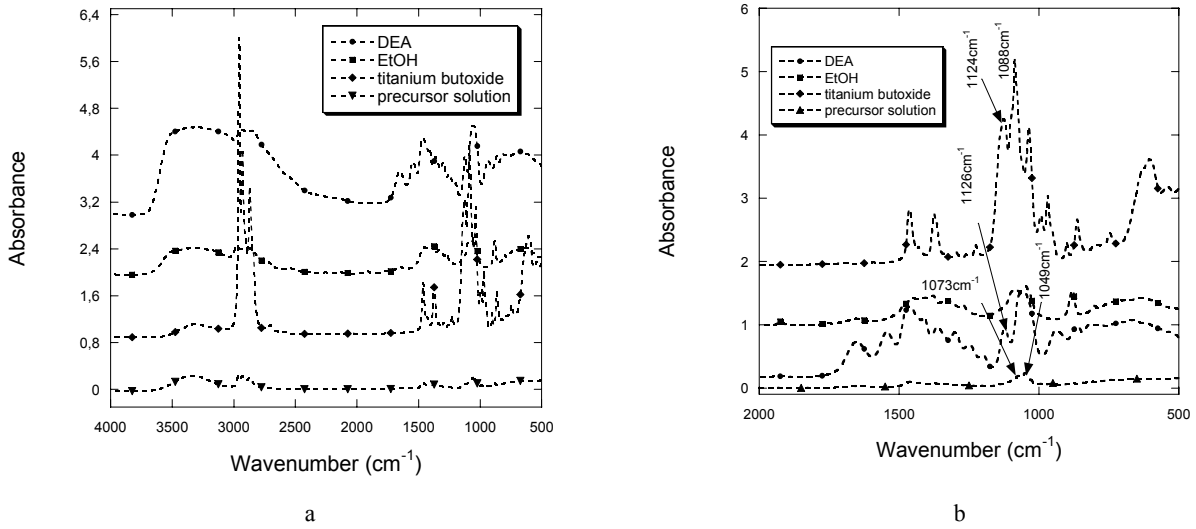 6,4
5,6
4,8
4
3,2
2,4
1,6
0,8
0
Absorbance
DEA
EtOH
titanium butoxide
precursor solution
4000 3500 3000 2500 2000 1500 1000 500
Wavenumber (cm-1)
a
6
5
4
3
2
1
0
Absorbance
DEA
EtOH
titanium butoxide
precursor solution
1124cm-1
1088cm-1
1126cm-1
1073cm-1
1049cm-1
2000 1500 1000 500
Wavenumber (cm-1)
b